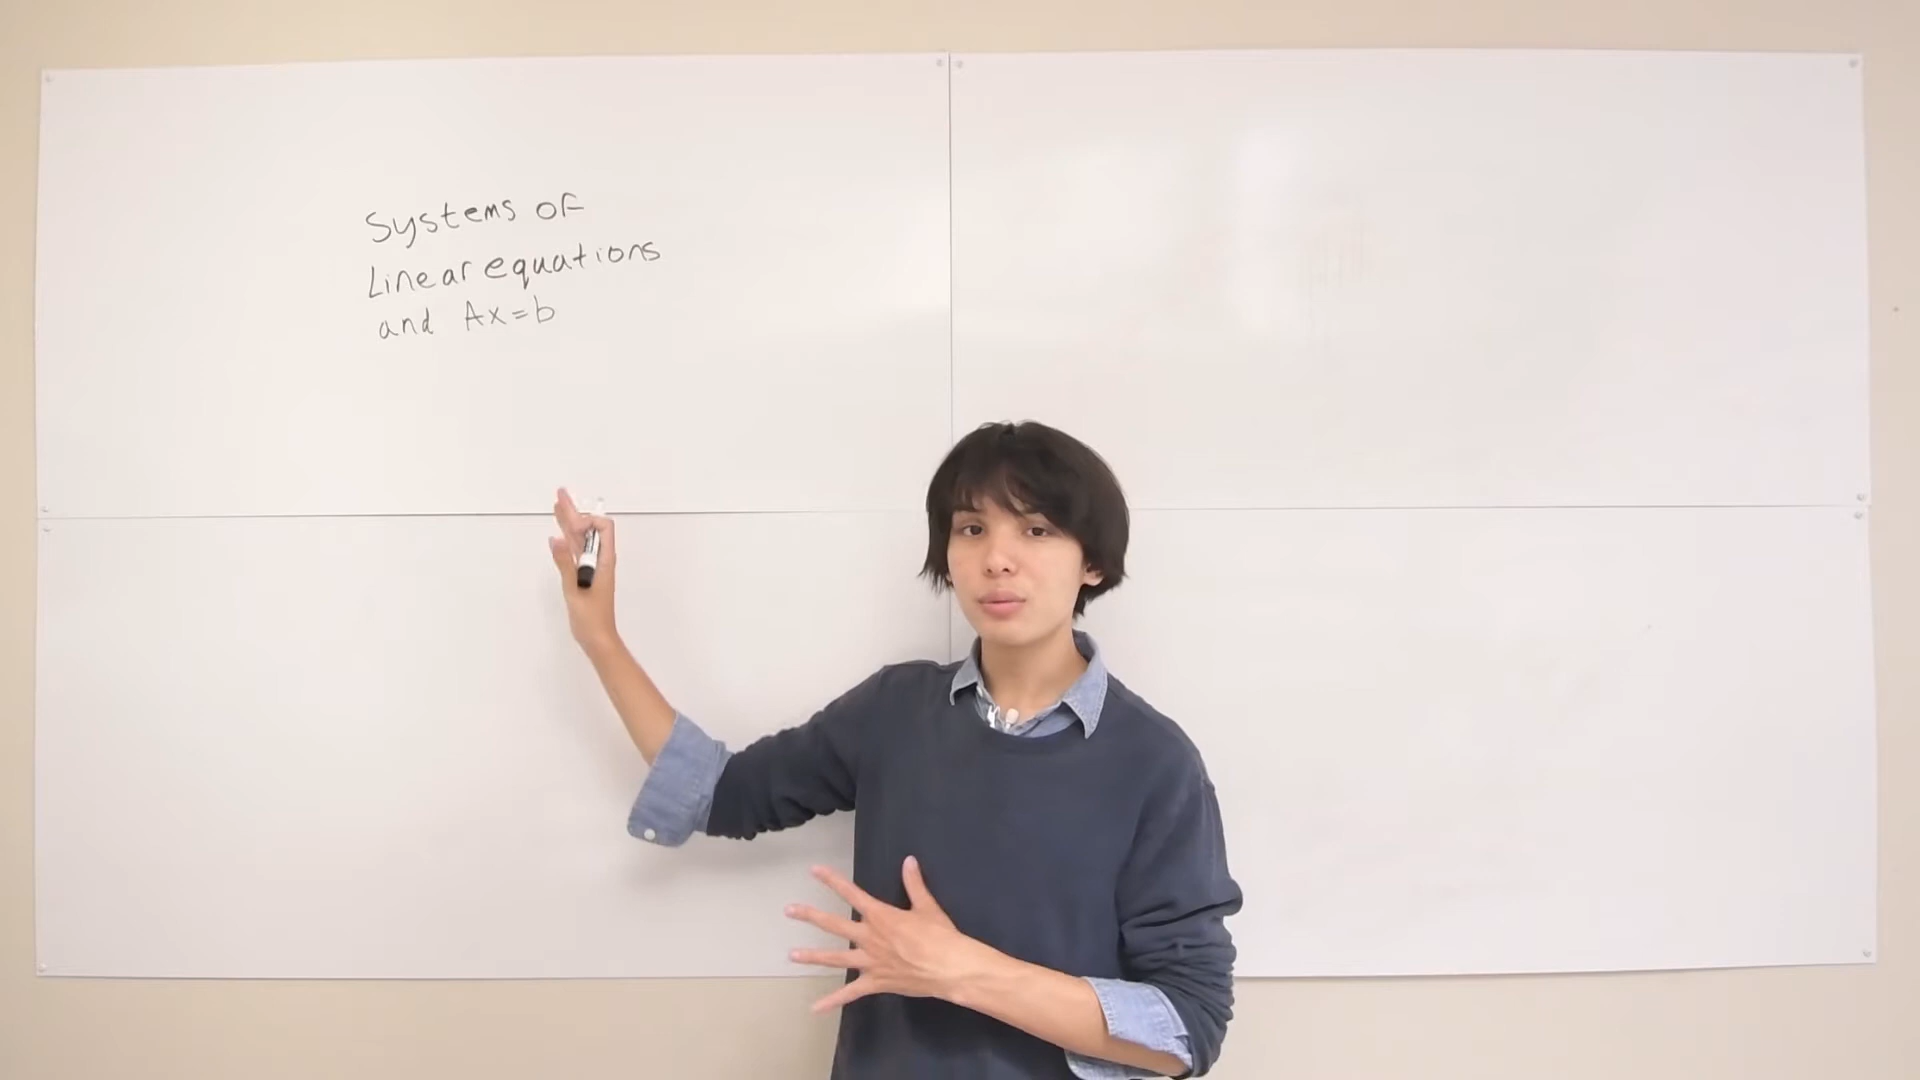 Systems of
Linear equations
and Ax=b